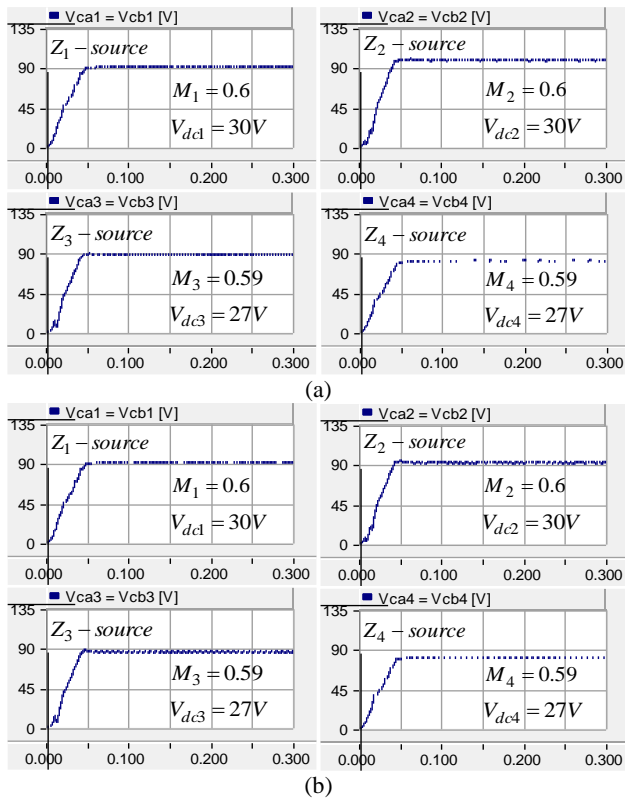 Vca1 = Vcb1 [V]
135
90
45
0
Z1 – source
M1 = 0.6
Vdc1 = 30V
0.000 0.100 0.200 0.300
Vca2 = Vcb2 [V]
135
90
45
0
Z2 – source
M2 = 0.6
Vdc2 = 30V
0.000 0.100 0.200 0.300
Vca3 = Vcb3 [V]
135
90
45
0
Z3 – source
M3 = 0.59
Vdc3 = 27V
0.000 0.100 0.200 0.300
Vca4 = Vcb4 [V]
135
90
45
0
Z4 – source
M4 = 0.59
Vdc4 = 27V
0.000 0.100 0.200 0.300
(a)
Vca1 = Vcb1 [V]
135
90
45
0
Z1 – source
M1 = 0.6
Vdc1 = 30V
0.000 0.100 0.200 0.300
Vca2 = Vcb2 [V]
135
90
45
0
Z2 – source
M2 = 0.6
Vdc2 = 30V
0.000 0.100 0.200 0.300
Vca3 = Vcb3 [V]
135
90
45
0
Z3 – source
M3 = 0.59
Vdc3 = 27V
0.000 0.100 0.200 0.300
Vca4 = Vcb4 [V]
135
90
45
0
Z4 – source
M4 = 0.59
Vdc4 = 27V
0.000 0.100 0.200 0.300
(b)